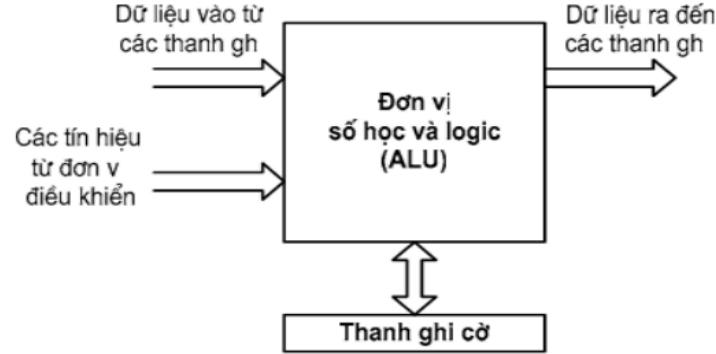 Dữ liệu vào từ
các thanh gh
Dữ liệu ra đến
các thanh gh
Các tín hiệu
từ đơn v
điều khiển
Đơn vị
số học và logic
(ALU)
Thanh ghi cờ